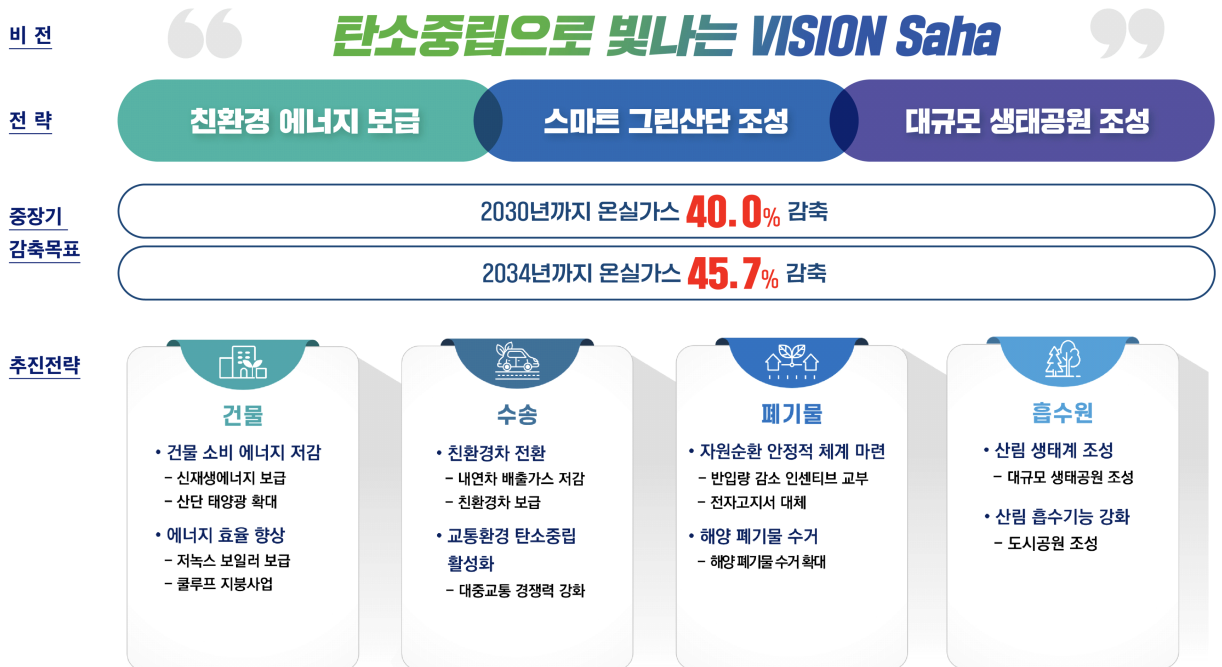 비 전
탄소중립으로 빛나는 VISION Saha
전 략
친환경 에너지 보급
스마트 그린산단 조성
대규모 생태공원 조성
중장기
감축목표
2030년까지 온실가스 40.0% 감축
2034년까지 온실가스 45.7% 감축
추진전략
건물
• 건물 소비 에너지 저감
– 신재생에너지 보급
– 산단 태양광 확대
• 에너지 효율 향상
– 저녹스 보일러 보급
– 쿨루프 지붕사업
수송
• 친환경차 전환
– 내연차 배출가스 저감
– 친환경차 보급
• 교통환경 탄소중립
활성화
– 대중교통 경쟁력 강화
폐기물
• 자원순환 안정적 체계 마련
– 반입량 감소 인센티브 교부
– 전자고지서 대체
• 해양 폐기물 수거
– 해양 폐기물 수거 확대
흡수원
• 산림 생태계 조성
– 대규모 생태공원 조성
• 산림 흡수기능 강화
– 도시공원 조성